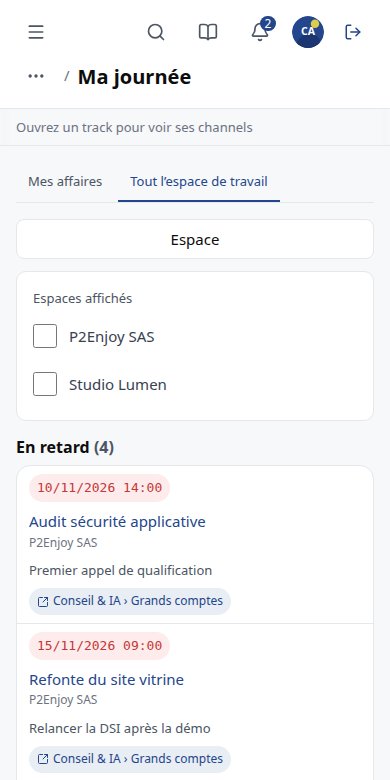 2
CA
... / Ma journée
Ouvrez un track pour voir ses channels
Mes affaires Tout l'espace de travail
Espace
Espaces affichés
P2Enjoy SAS
Studio Lumen
En retard (4)
10/11/2026 14:00
Audit sécurité applicative
P2Enjoy SAS
Premier appel de qualification
Conseil & IA › Grands comptes
15/11/2026 09:00
Refonte du site vitrine
P2Enjoy SAS
Relancer la DSI après la démo
Conseil & IA › Grands comptes